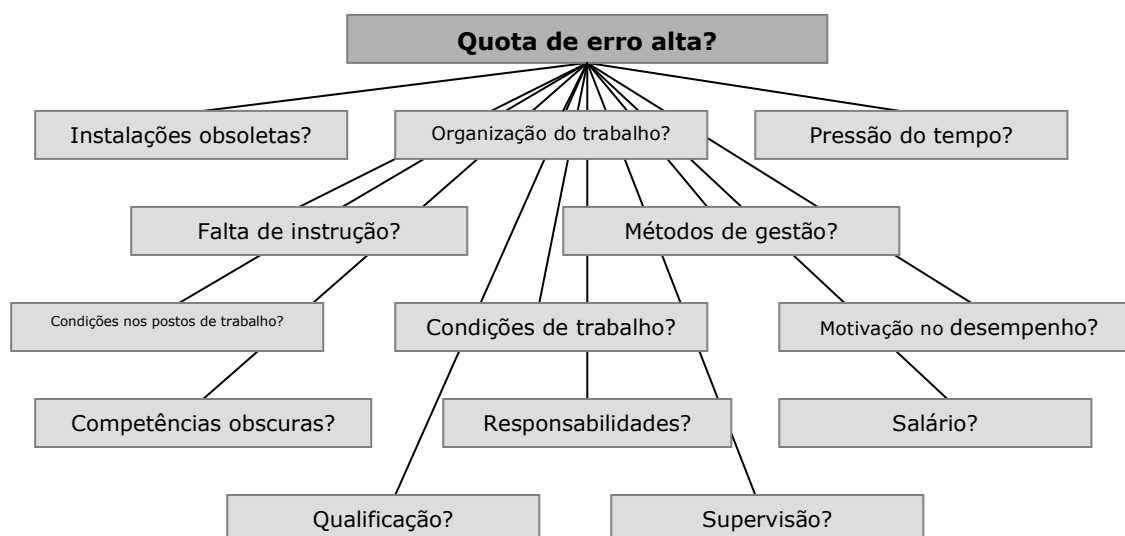 Quota de erro alta?
Instalações obsoletas?
Organização do trabalho?
Pressão do tempo?
Falta de instrução?
Métodos de gestão?
Condições nos postos de trabalho?
Condições de trabalho?
Motivação no desempenho?
Competências obscuras?
Responsabilidades?
Salário?
Qualificação?
Supervisão?